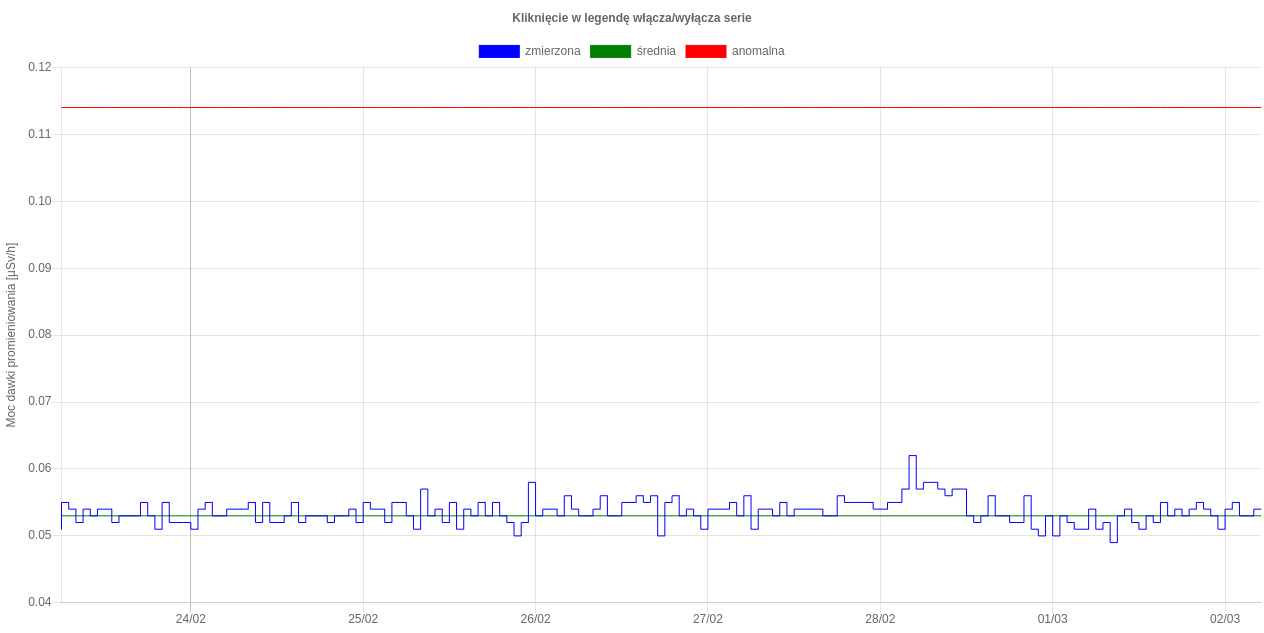 Kliknięcie w legendę włącza/wyłącza serie
zmierzona średnia anomalna
Moc dawki promieniowania [µSv/h]
0.12
0.11
0.10
0.09
0.08
0.07
0.06
0.05
0.04
24/02 25/02 26/02 27/02 28/02 01/03 02/03